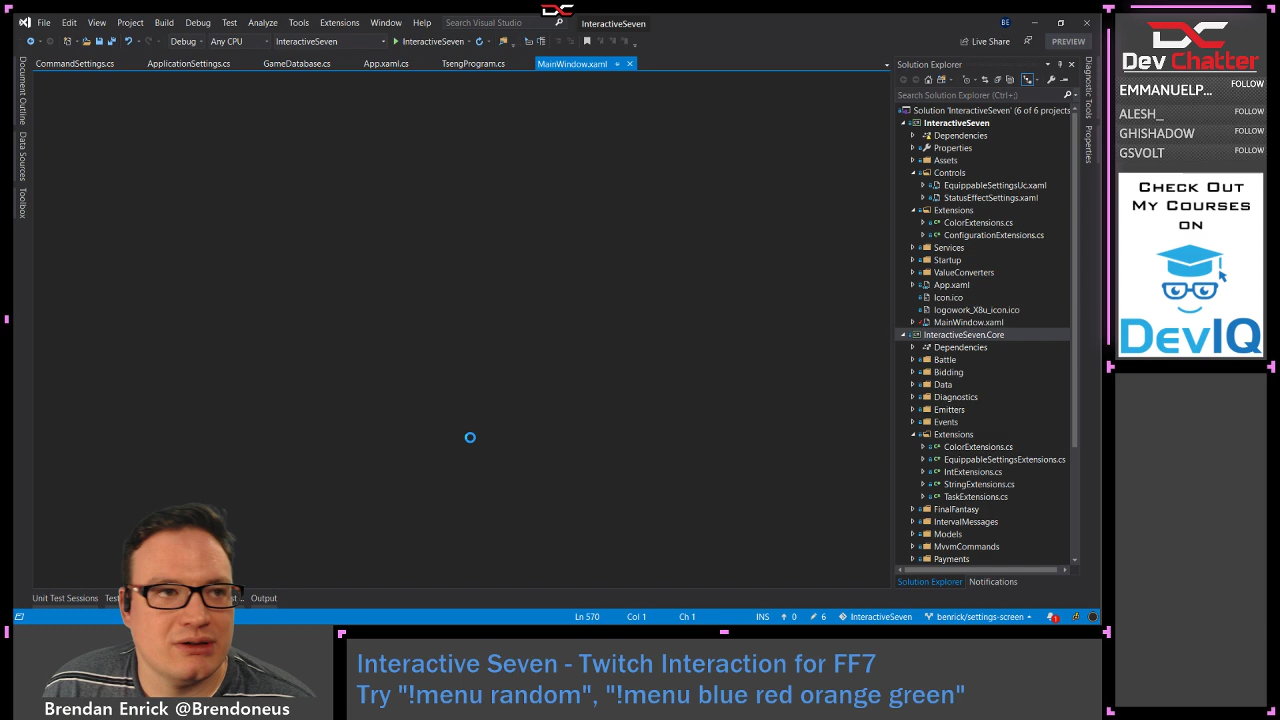 File Edit View Project Build Debug Test Analyze Tools Extensions Window Help Search Visual Studio InteractiveSeven BE
Debug Any CPU InteractiveSeven InteractiveSeven Live Share PREVIEW
CommandSettings.cs ApplicationSettings.cs GameDatabase.cs App.xaml.cs TsengProgram.cs MainWindow.xaml
Document Outline
Data Sources
Toolbox
Solution Explorer
Search Solution Explorer (Ctrl+;)
Solution 'InteractiveSeven' (6 of 6 projects
InteractiveSeven
Dependencies
Properties
Assets
Controls
EquippableSettingsUc.xaml
StatusEffectSettings.xaml
Extensions
ColorExtensions.cs
ConfigurationExtensions.cs
Services
Startup
ValueConverters
App.xaml
Icon.ico
logowork_X8u_icon.ico
MainWindow.xaml
InteractiveSeven.Core
Dependencies
Battle
Bidding
Data
Diagnostics
Emitters
Events
Extensions
ColorExtensions.cs
EquippableSettingsExtensions.cs
IntExtensions.cs
StringExtensions.cs
TaskExtensions.cs
FinalFantasy
IntervalMessages
Models
MvvmCommands
Payments
Solution Explorer Notifications
Diagnostic Tools
Properties
Unit Test Sessions Output
Ln 570 Col 1 Ch 1 INS 0 6 InteractiveSeven benrick/settings-screen 1
DC
Dev Chatter
EMMANUELP... FOLLOW
ALESH_ FOLLOW
GHISHADOW FOLLOW
GSVOLT FOLLOW
CHECK OUT
MY COURSES
ON
DevIQ
Brendan Enrick @Brendoneus
Interactive Seven - Twitch Interaction for FF7
Try "!menu random", "!menu blue red orange green"